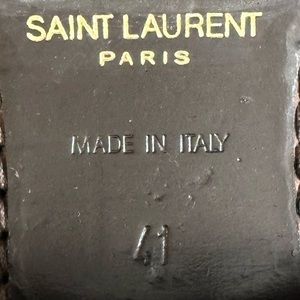 SAINT LAURENT
PARIS
MADE IN ITALY
41